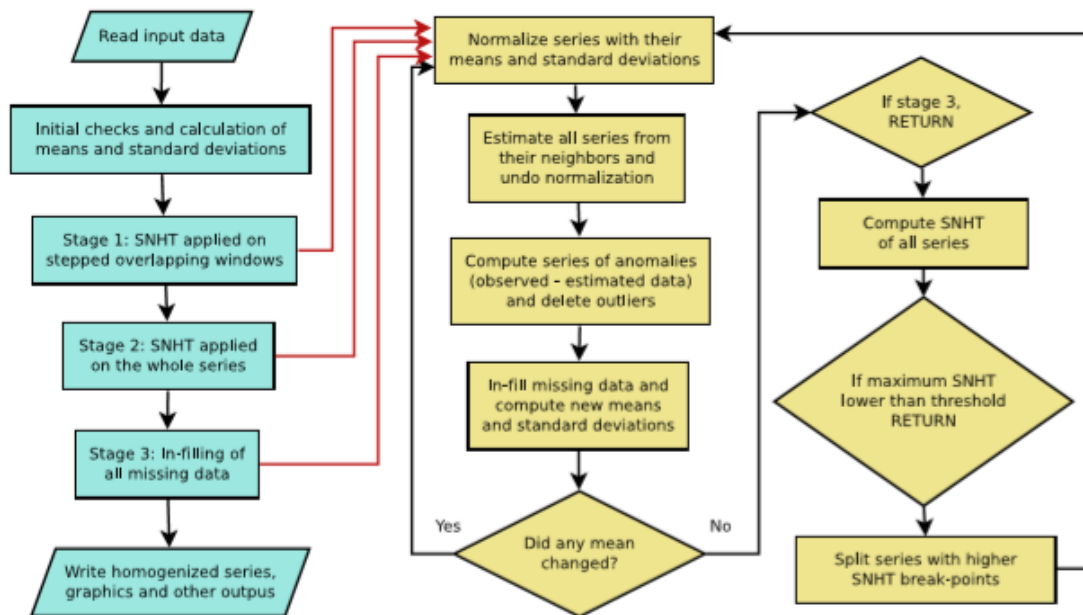 Read input data
Initial checks and calculation of
means and standard deviations
Stage 1: SNHT applied on
stepped overlapping windows
Stage 2: SNHT applied
on the whole series
Stage 3: In-filling of
all missing data
Write homogenized series,
graphics and other outpus
Normalize series with their
means and standard deviations
Estimate all series from
their neighbors and
undo normalization
Compute series of anomalies
(observed - estimated data)
and delete outliers
In-fill missing data and
compute new means
and standard deviations
Yes
Did any mean
changed?
No
If stage 3,
RETURN
Compute SNHT
of all series
If maximum SNHT
lower than threshold
RETURN
Split series with higher
SNHT break-points